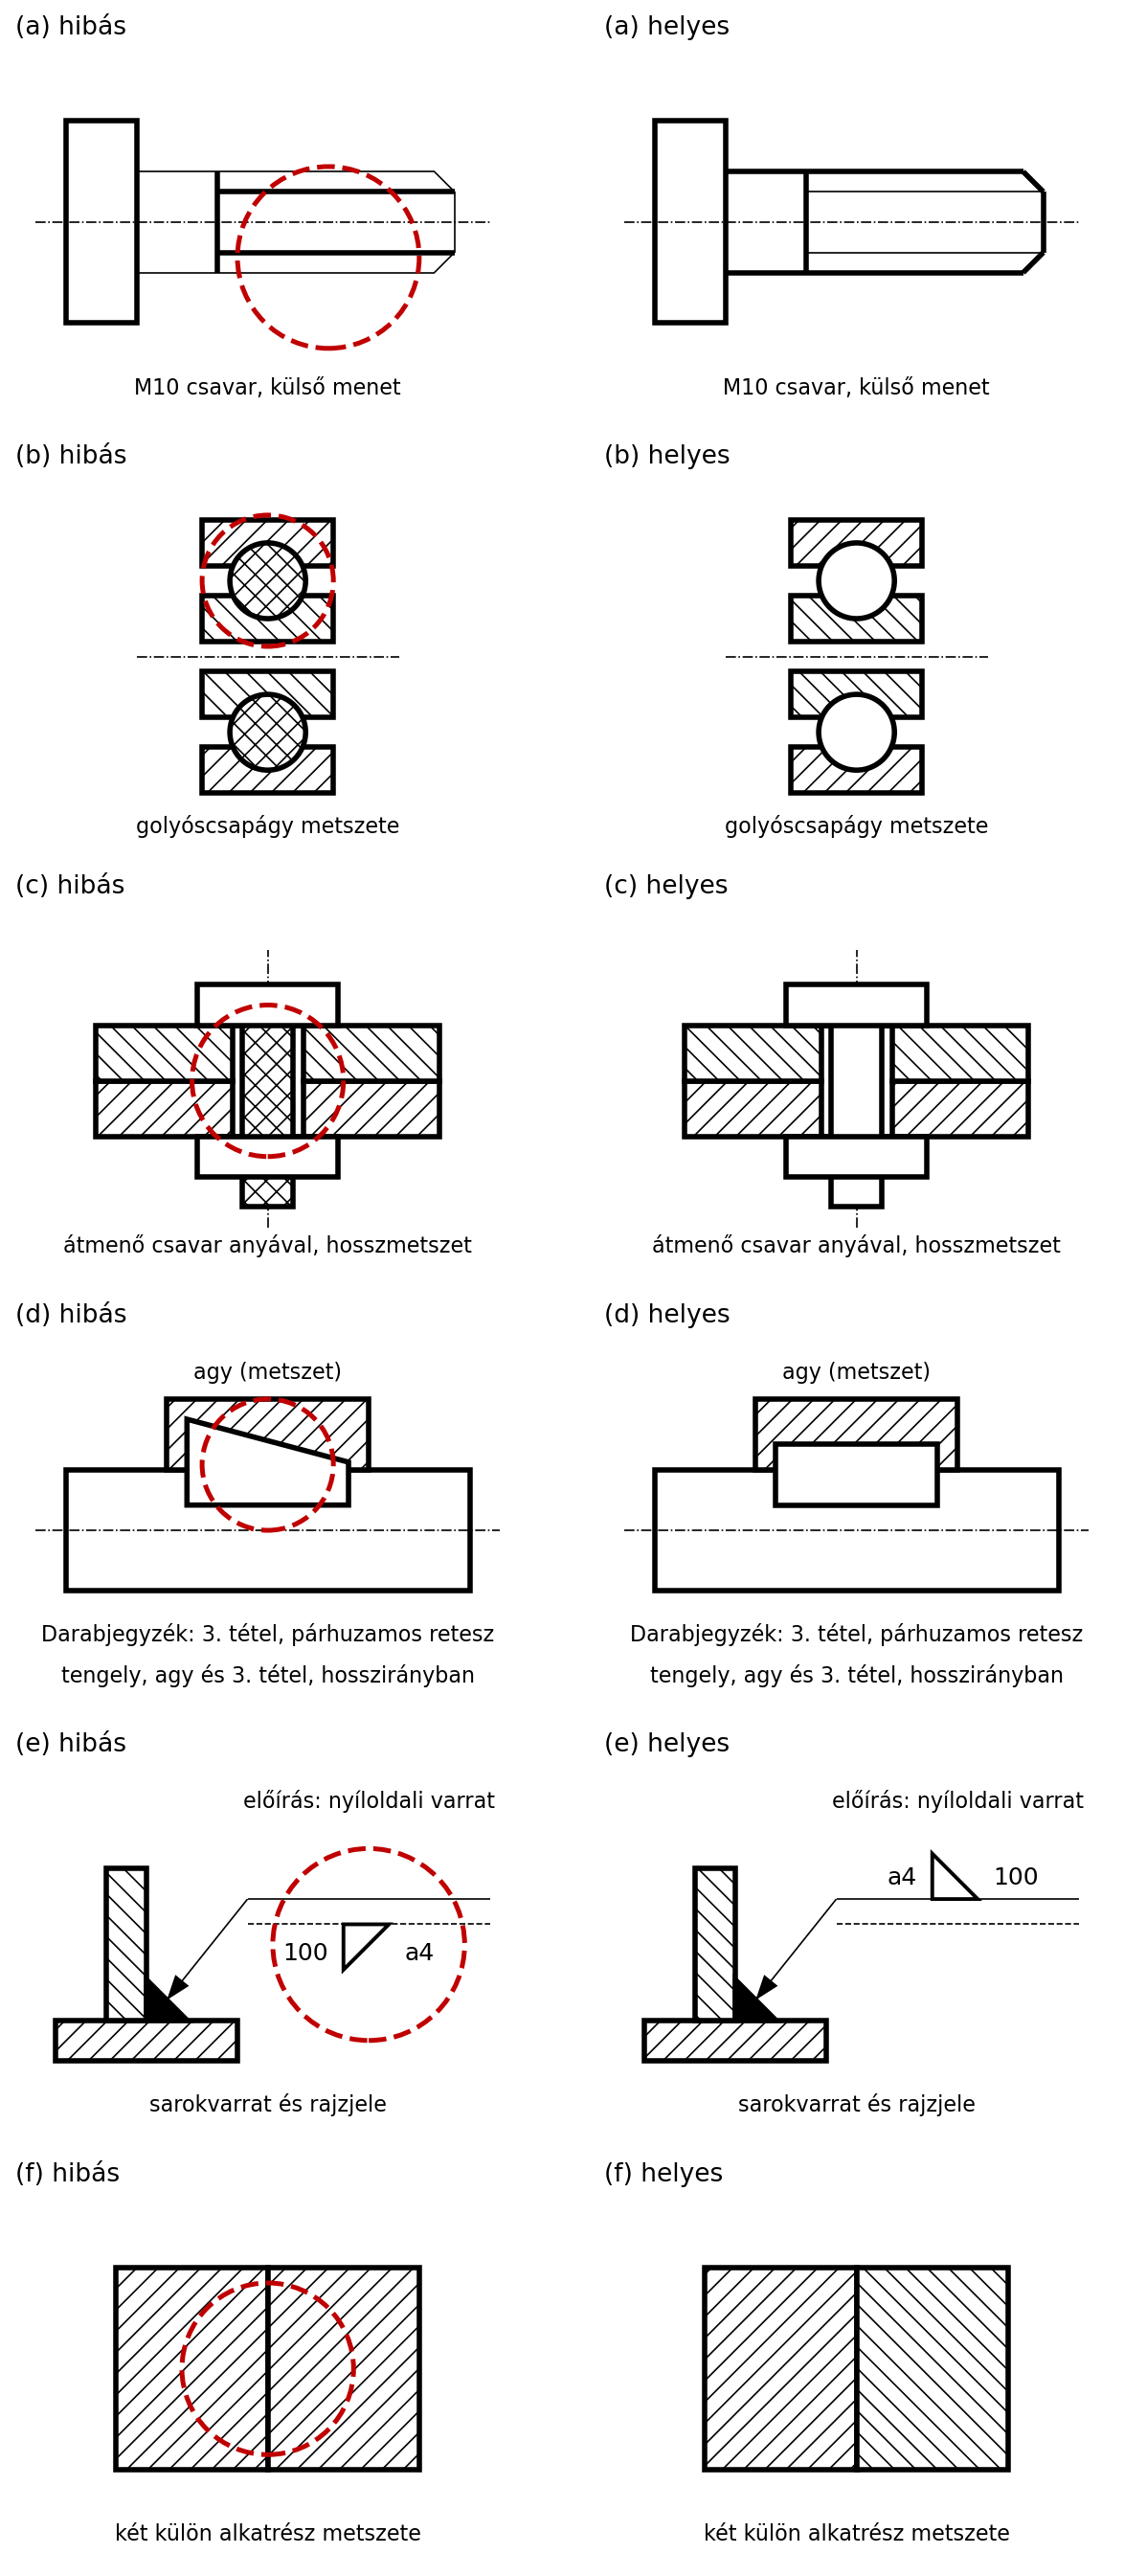 (a) hibás
(a) helyes
M10 csavar, külső menet
M10 csavar, külső menet
(b) hibás
(b) helyes
golyóscsapágy metszete
golyóscsapágy metszete
(c) hibás
(c) helyes
átmenő csavar anyával, hosszmetszet
átmenő csavar anyával, hosszmetszet
(d) hibás
(d) helyes
agy (metszet)
agy (metszet)
Darabjegyzék: 3. tétel, párhuzamos retesz
tengely, agy és 3. tétel, hosszirányban
Darabjegyzék: 3. tétel, párhuzamos retesz
tengely, agy és 3. tétel, hosszirányban
(e) hibás
(e) helyes
előírás: nyíloldali varrat
100 a4
előírás: nyíloldali varrat
a4 100
sarokvarrat és rajzjele
sarokvarrat és rajzjele
(f) hibás
(f) helyes
két külön alkatrész metszete
két külön alkatrész metszete